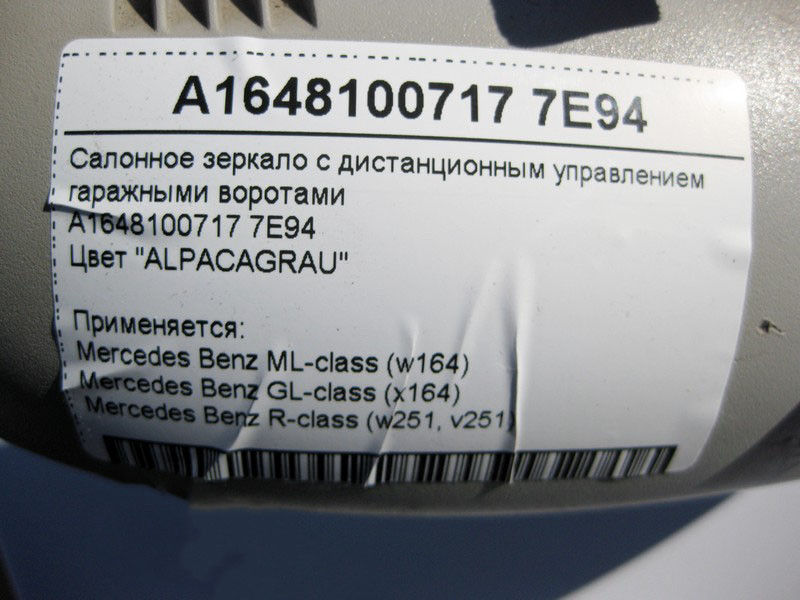 A1648100717 7E94
Салонное зеркало с дистанционным управлением
гаражными воротами
A1648100717 7E94
Цвет "ALPACAGRAU"
Применяется:
Mercedes Benz ML-class (w164)
Mercedes Benz GL-class (x164)
Mercedes Benz R-class (w251, v251)